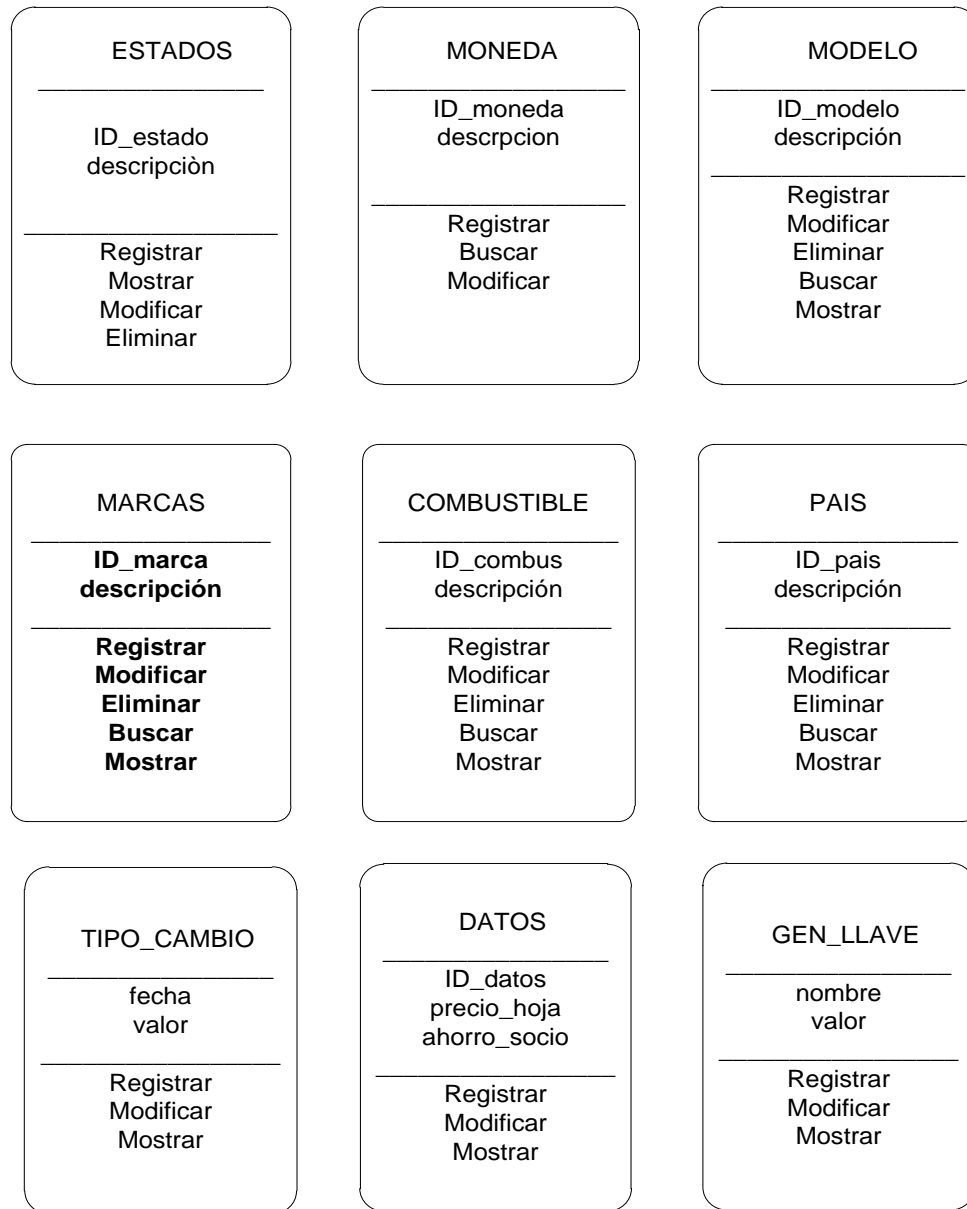 ESTADOS
ID_estado
descripciòn
Registrar
Mostrar
Modificar
Eliminar
MONEDA
ID_moneda
descrpcion
Registrar
Buscar
Modificar
MODELO
ID_modelo
descripción
Registrar
Modificar
Eliminar
Buscar
Mostrar
MARCAS
ID_marca
descripción
Registrar
Modificar
Eliminar
Buscar
Mostrar
COMBUSTIBLE
ID_combus
descripción
Registrar
Modificar
Eliminar
Buscar
Mostrar
PAIS
ID_pais
descripción
Registrar
Modificar
Eliminar
Buscar
Mostrar
TIPO_CAMBIO
fecha
valor
Registrar
Modificar
Mostrar
DATOS
ID_datos
precio_hoja
ahorro_socio
Registrar
Modificar
Mostrar
GEN_LLAVE
nombre
valor
Registrar
Modificar
Mostrar